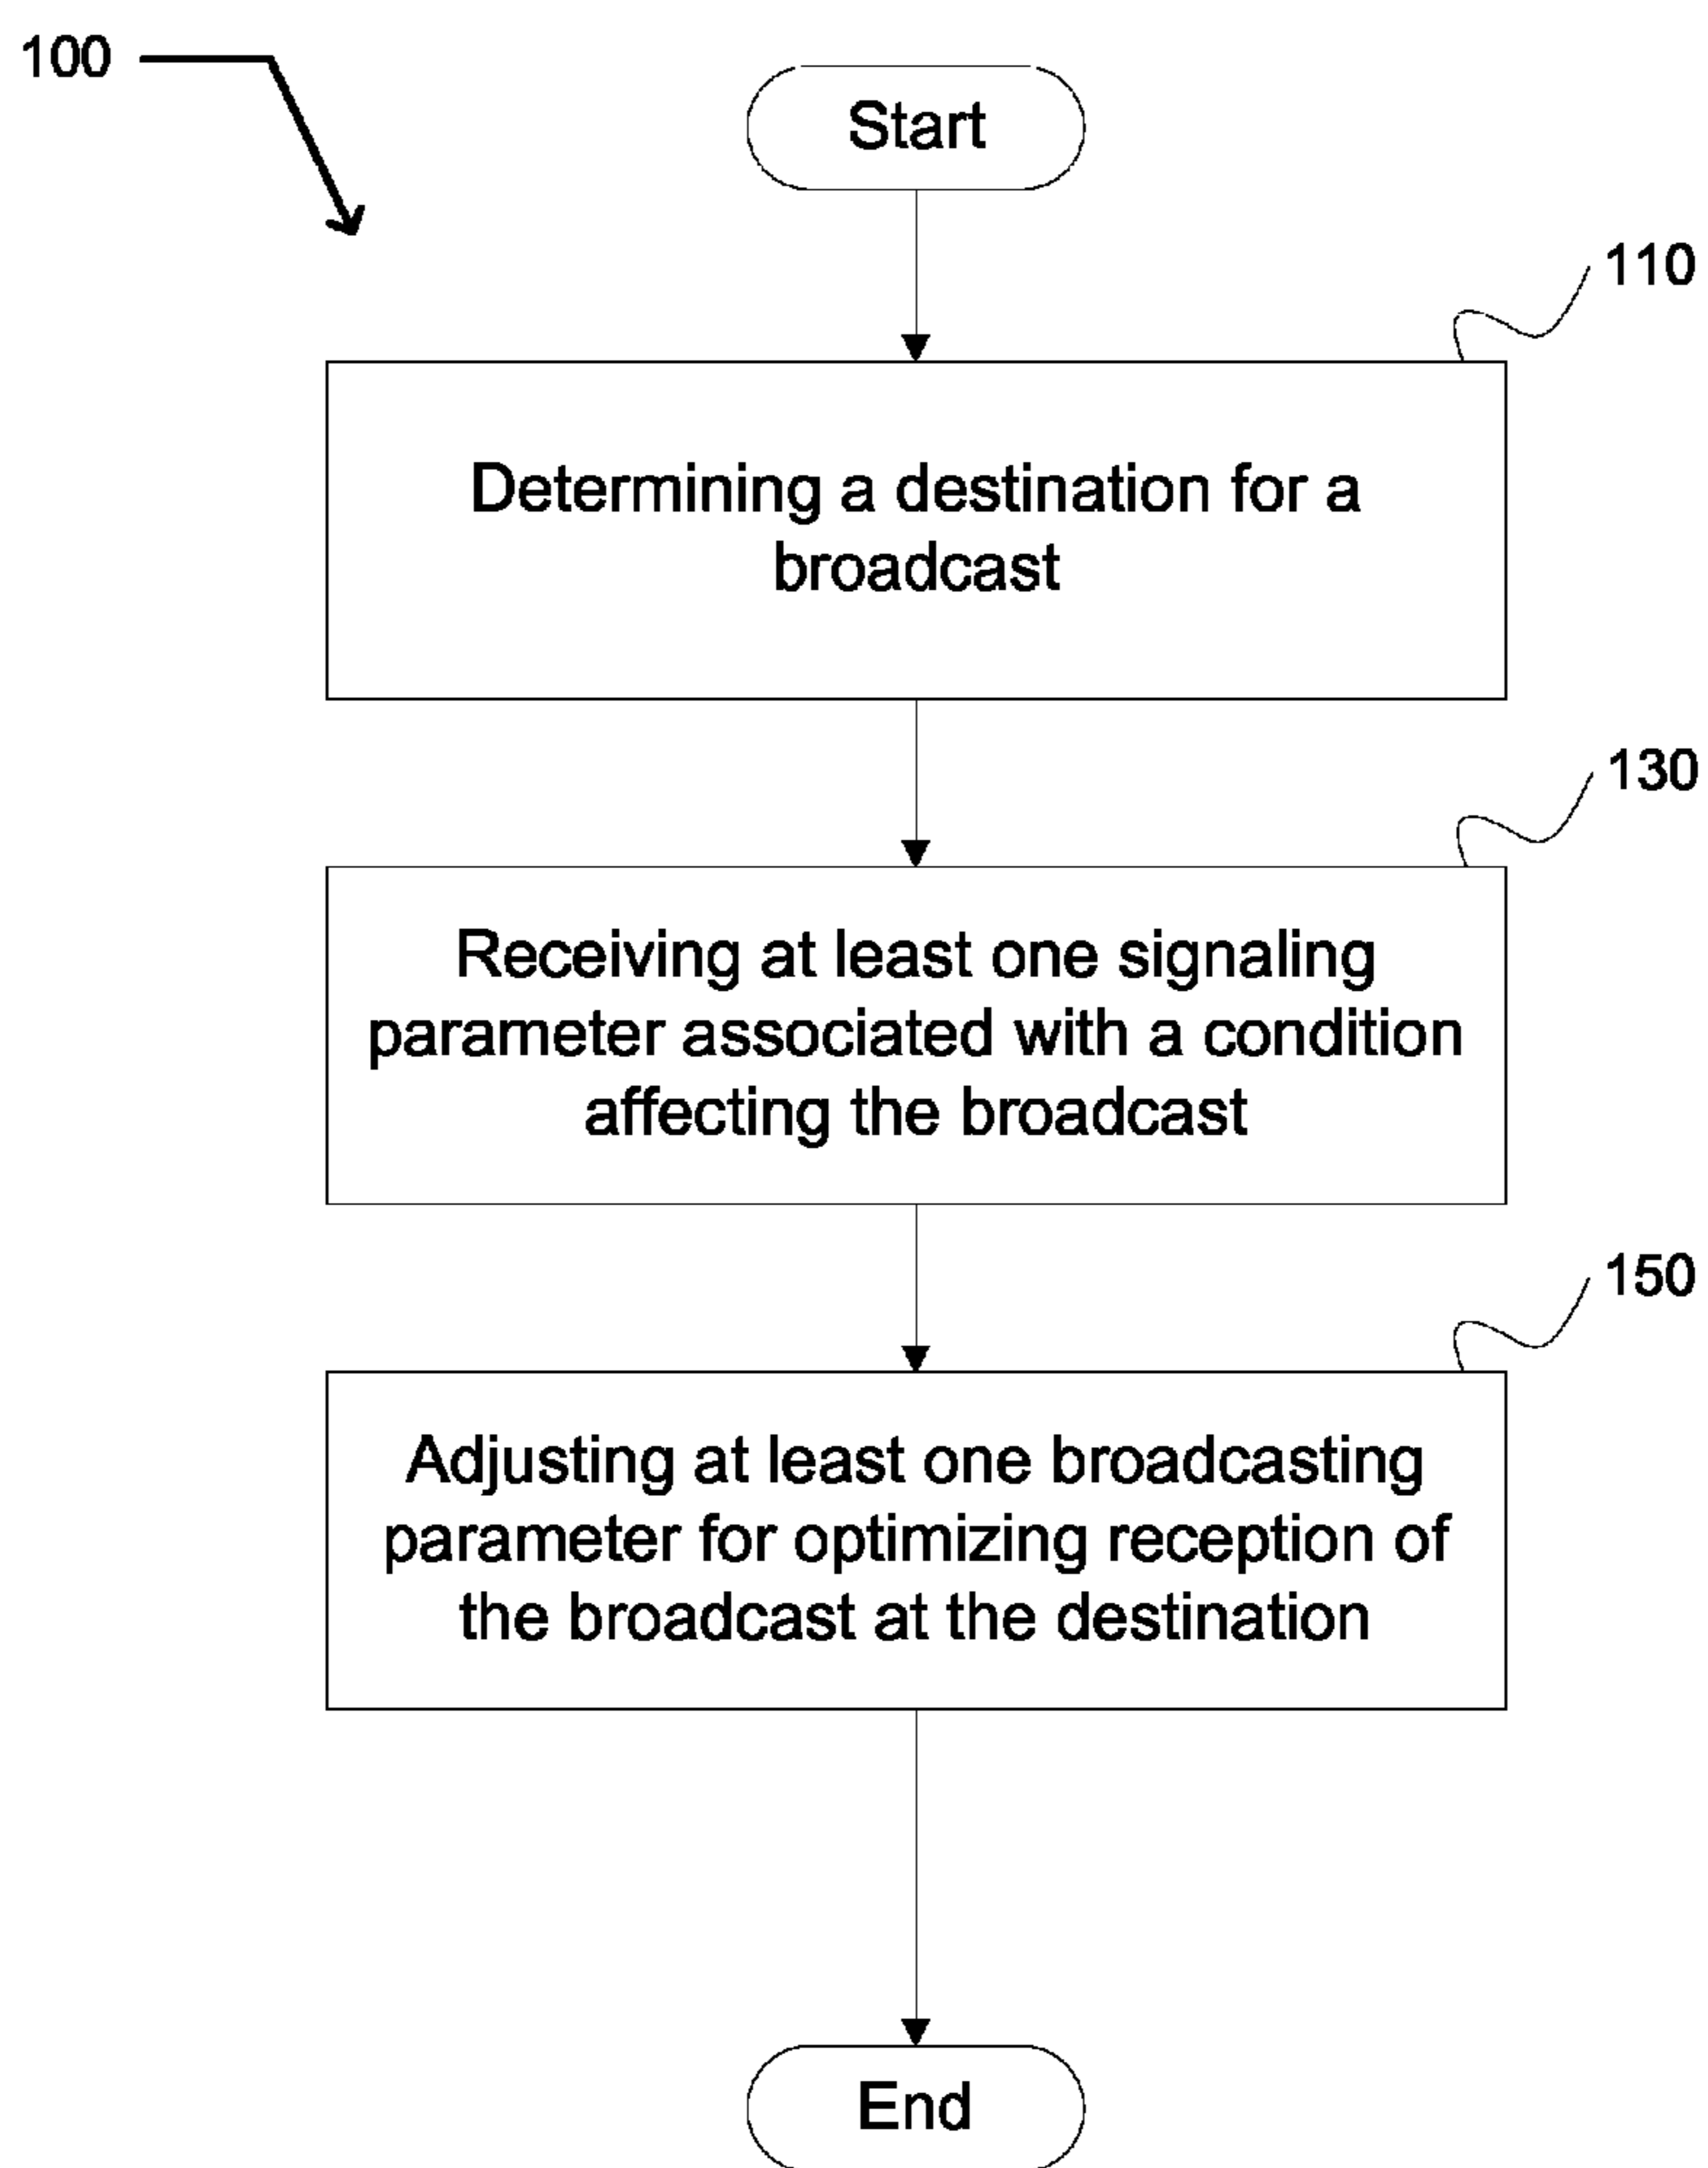 100
Start
110
Determining a destination for a
broadcast
130
Receiving at least one signaling
parameter associated with a condition
affecting the broadcast
150
Adjusting at least one broadcasting
parameter for optimizing reception of
the broadcast at the destination
End